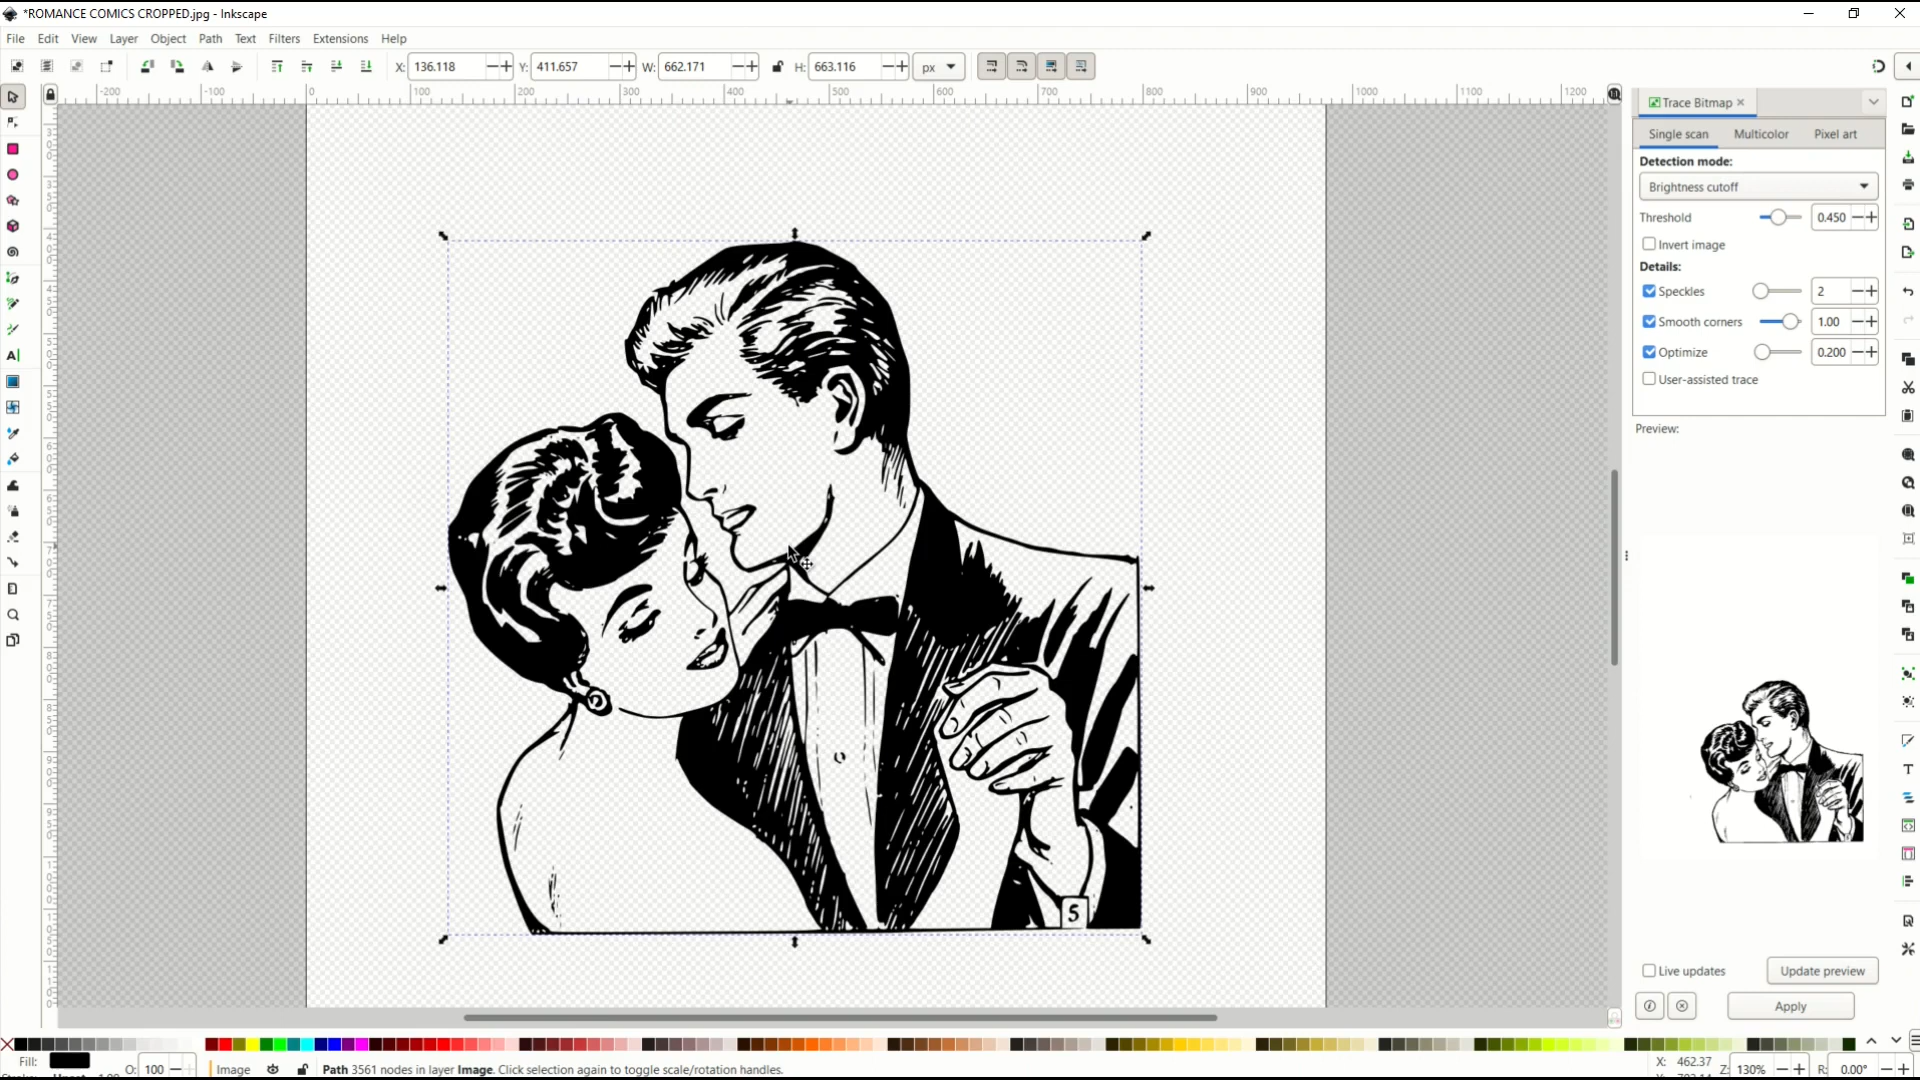 *ROMANCE COMICS CROPPED.jpg - Inkscape
File Edit View Layer Object Path Text Filters Extensions Help
X: 136.118 Y: 411.657 W: 662.171 H: 663.116 px
-200 -100 0 100 200 300 400 500 600 700 800 900 1000 1100 1200
Trace Bitmap
Single scan Multicolor Pixel art
Detection mode:
Brightness cutoff
Threshold 0.450
Invert image
Details:
Speckles 2
Smooth corners 1.00
Optimize 0.200
User-assisted trace
Preview:
5
Live updates Update preview
Apply
Fill: O: 100 Image Path 3561 nodes in layer Image. Click selection again to toggle scale/rotation handles. X: 462.37 Z: 130% R: 0.00°